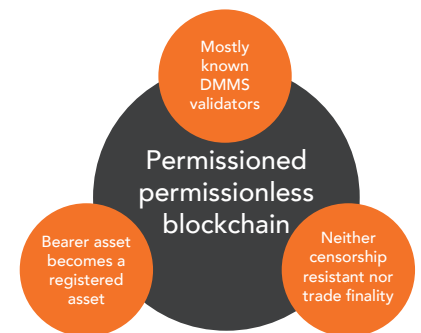 Mostly
known
DMMS
validators
Permissioned
permissionless
blockchain
Bearer asset
becomes a
registered
asset
Neither
censorship
resistant nor
trade finality